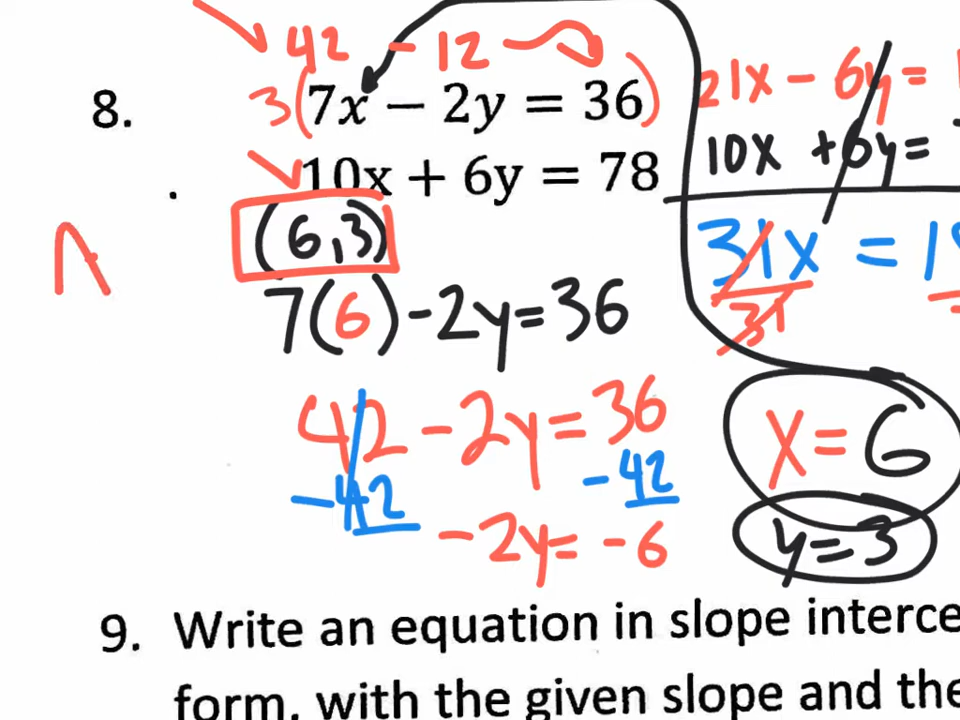 42 - 12
8. 3(7x − 2y = 36)
10x + 6y = 78
(6,3)
7(6)-2y=36
42 -2y=36
-42 -42
-2y= -6
21x - 6y =
10x +6y=
31x =
31
x=6
y=3
9. Write an equation in slope
form, with the given slope and the